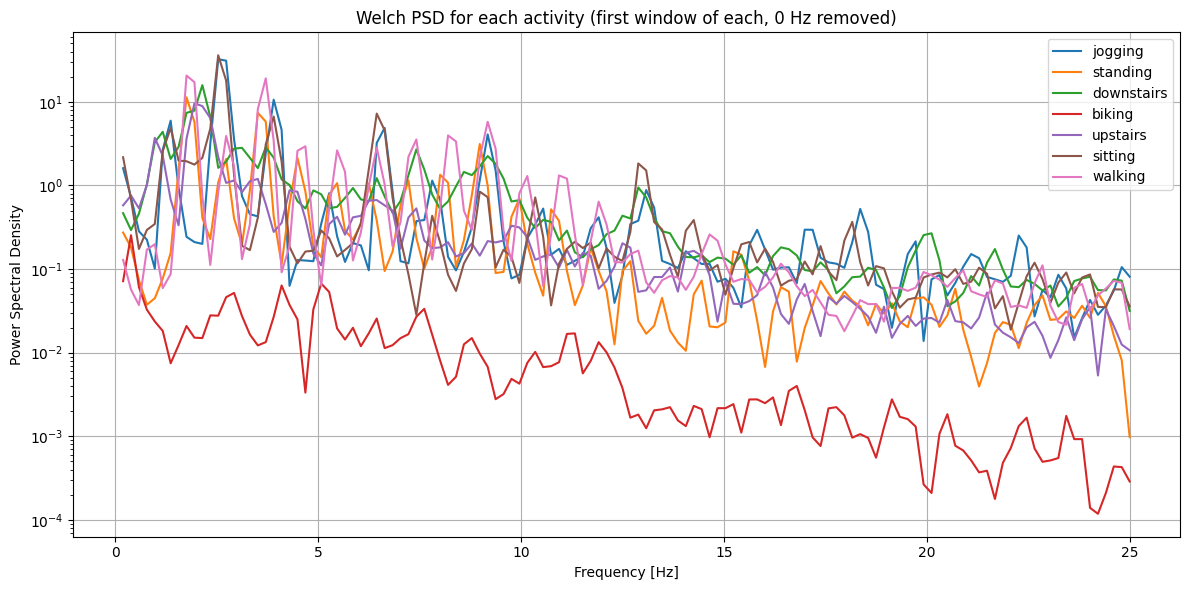 Welch PSD for each activity (first window of each, 0 Hz removed)
Power Spectral Density
10¹
10⁰
10⁻¹
10⁻²
10⁻³
10⁻⁴
jogging
standing
downstairs
biking
upstairs
sitting
walking
0
5
10
15
20
25
Frequency [Hz]